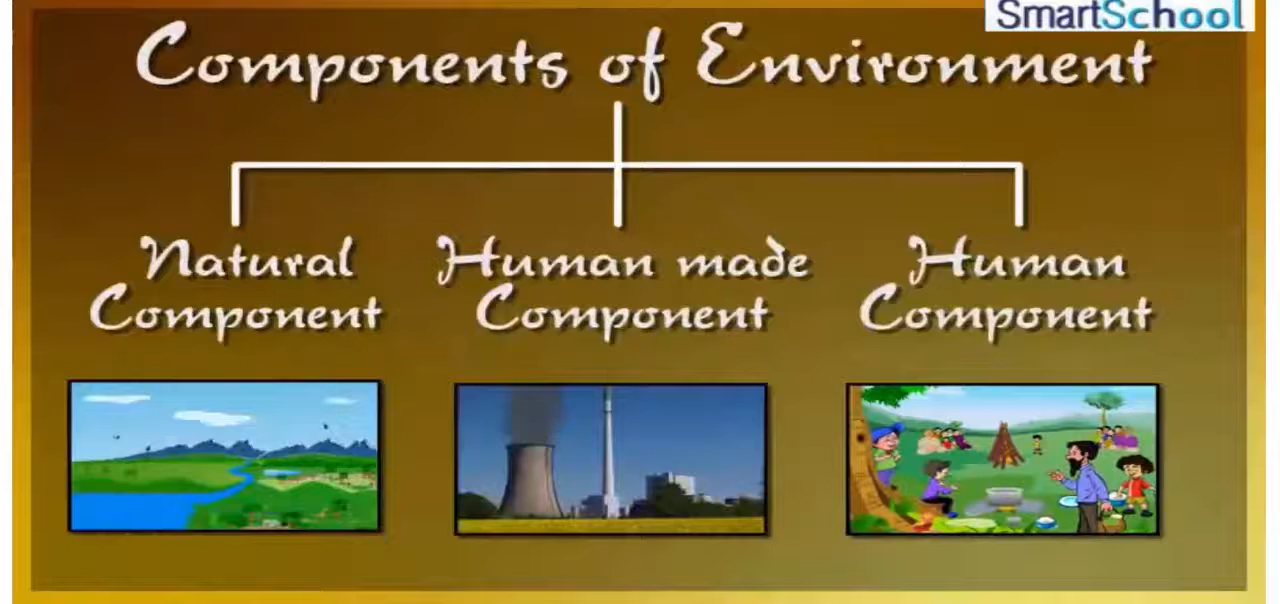 SmartSchool
Components of Environment
Natural
Component
Human made
Component
Human
Component